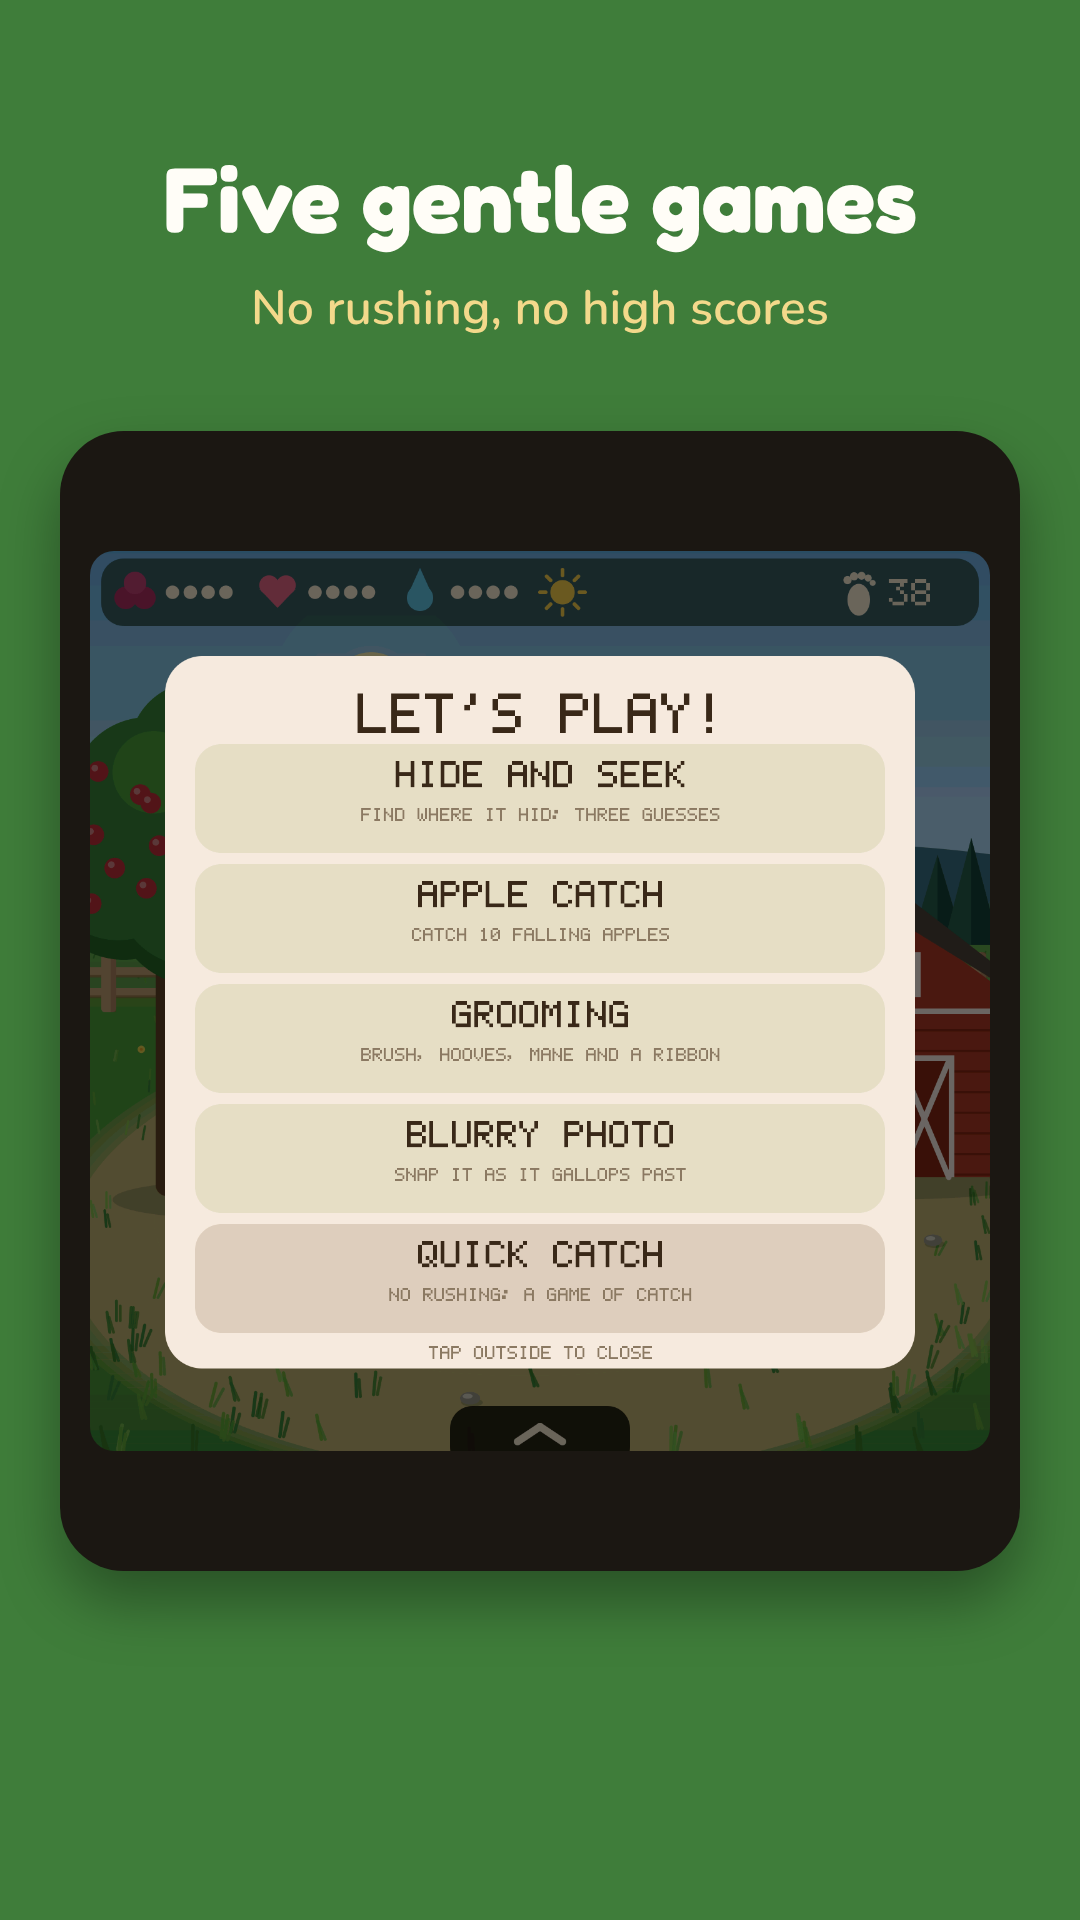 Five gentle games
No rushing, no high scores
38
LET'S PLAY!
HIDE AND SEEK
FIND WHERE IT HID: THREE GUESSES
APPLE CATCH
CATCH 10 FALLING APPLES
GROOMING
BRUSH, HOOVES, MANE AND A RIBBON
BLURRY PHOTO
SNAP IT AS IT GALLOPS PAST
QUICK CATCH
NO RUSHING: A GAME OF CATCH
TAP OUTSIDE TO CLOSE